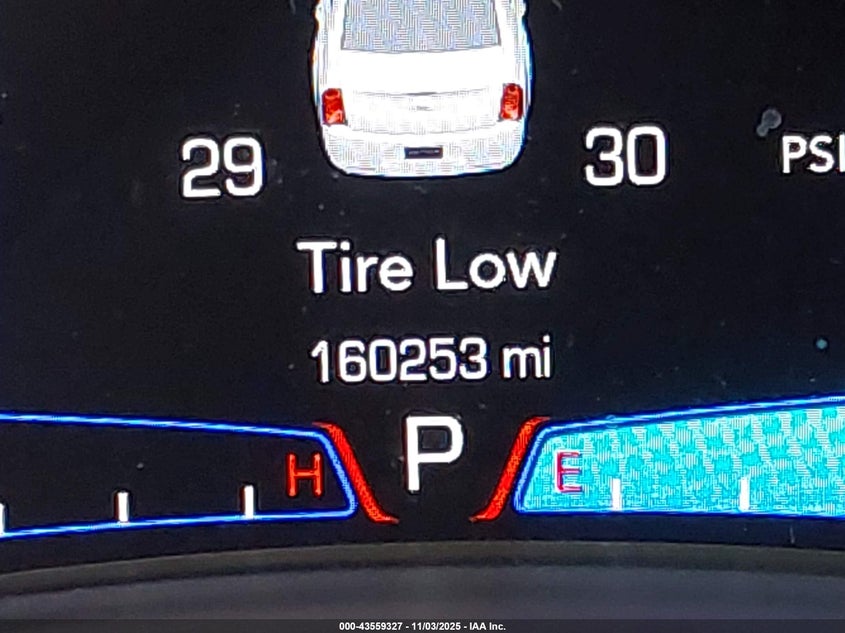 29 30 PSI
Tire Low
160253 mi
P
H E
000-43559327 - 11/03/2025 - IAA Inc.